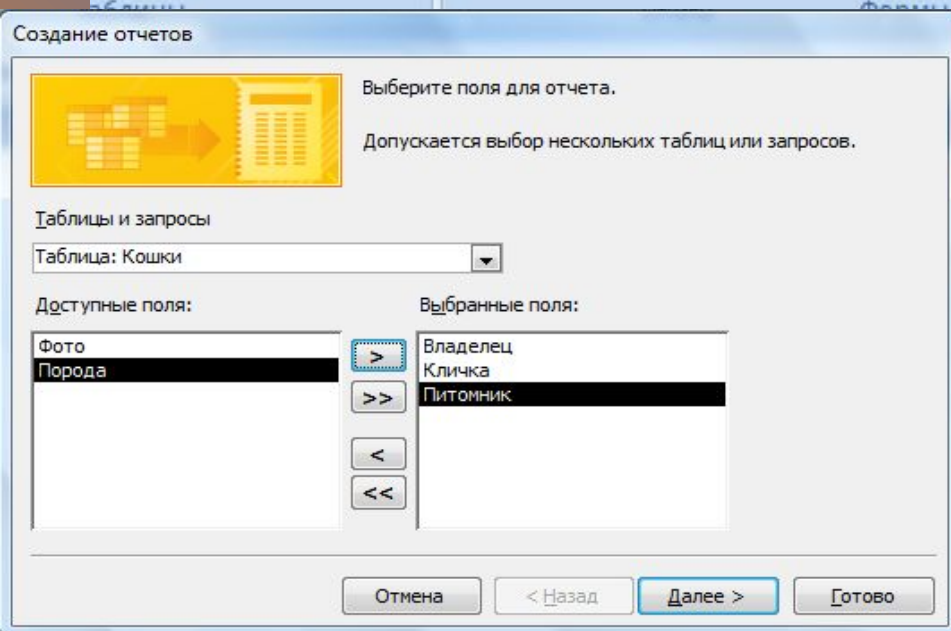 Создание отчетов
Выберите поля для отчета.
Допускается выбор нескольких таблиц или запросов.
Таблицы и запросы
Таблица: Кошки
Доступные поля:
Выбранные поля:
Фото
Порода
>
>>
<
<<
Владелец
Кличка
Питомник
Отмена
< Назад
Далее >
Готово